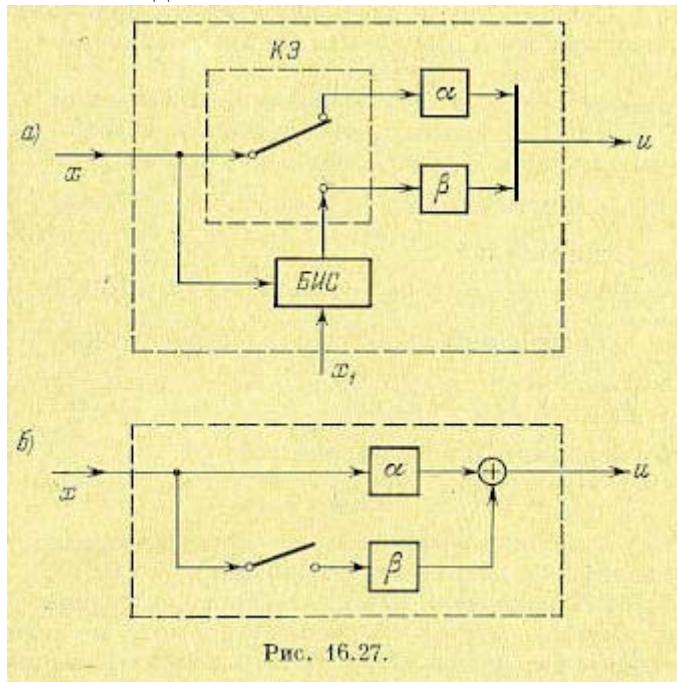 КЭ
α
а)
x
u
β
БИС
x₁
б)
α
+
u
x
β
Рис. 16.27.